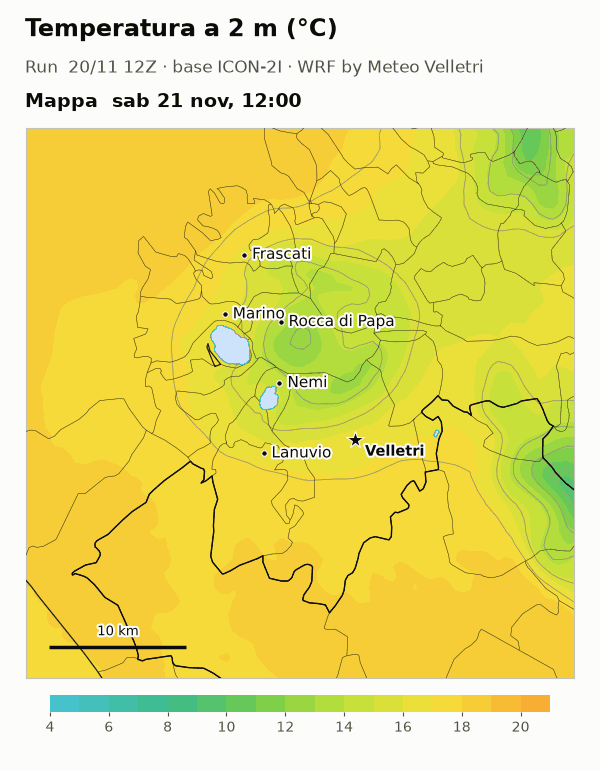 Temperatura a 2 m (°C)
Run 20/11 12Z · base ICON-2I · WRF by Meteo Velletri
Mappa sab 21 nov, 12:00
Frascati
Marino
Rocca di Papa
Nemi
Lanuvio
Velletri
10 km
4 6 8 10 12 14 16 18 20